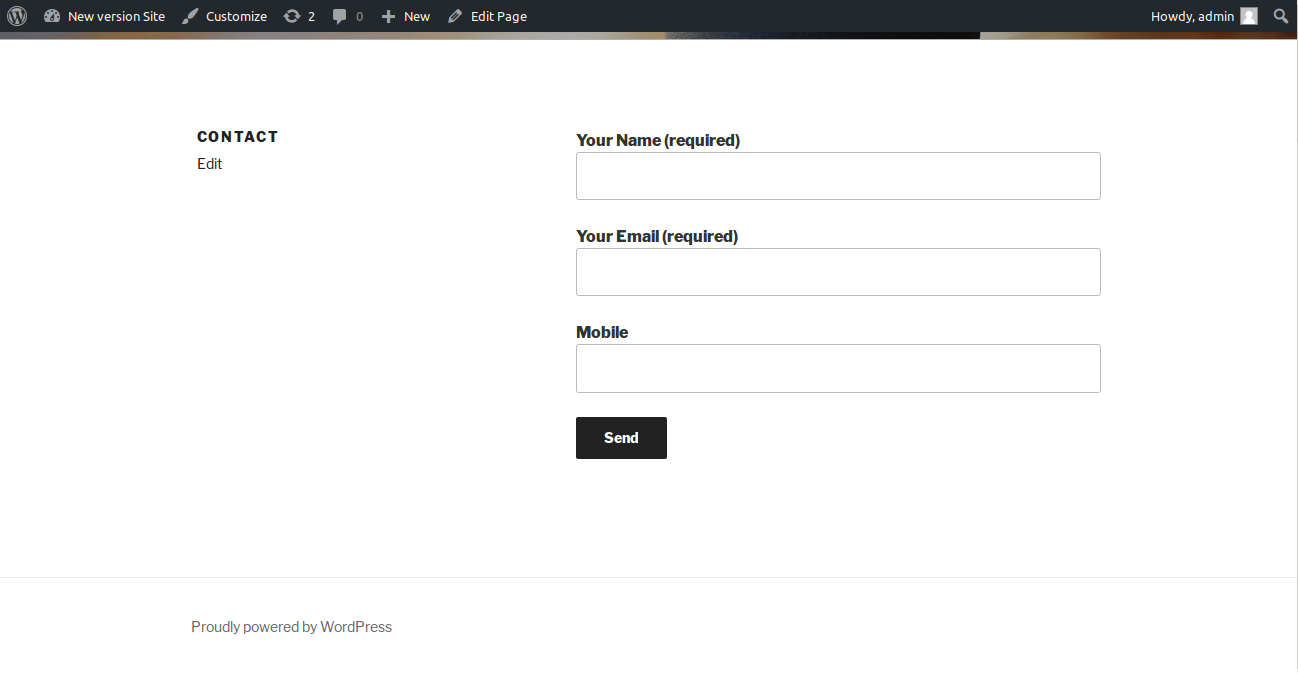 New version Site Customize 2 0 New Edit Page Howdy, admin
CONTACT
Edit
Your Name (required)
Your Email (required)
Mobile
Send
Proudly powered by WordPress